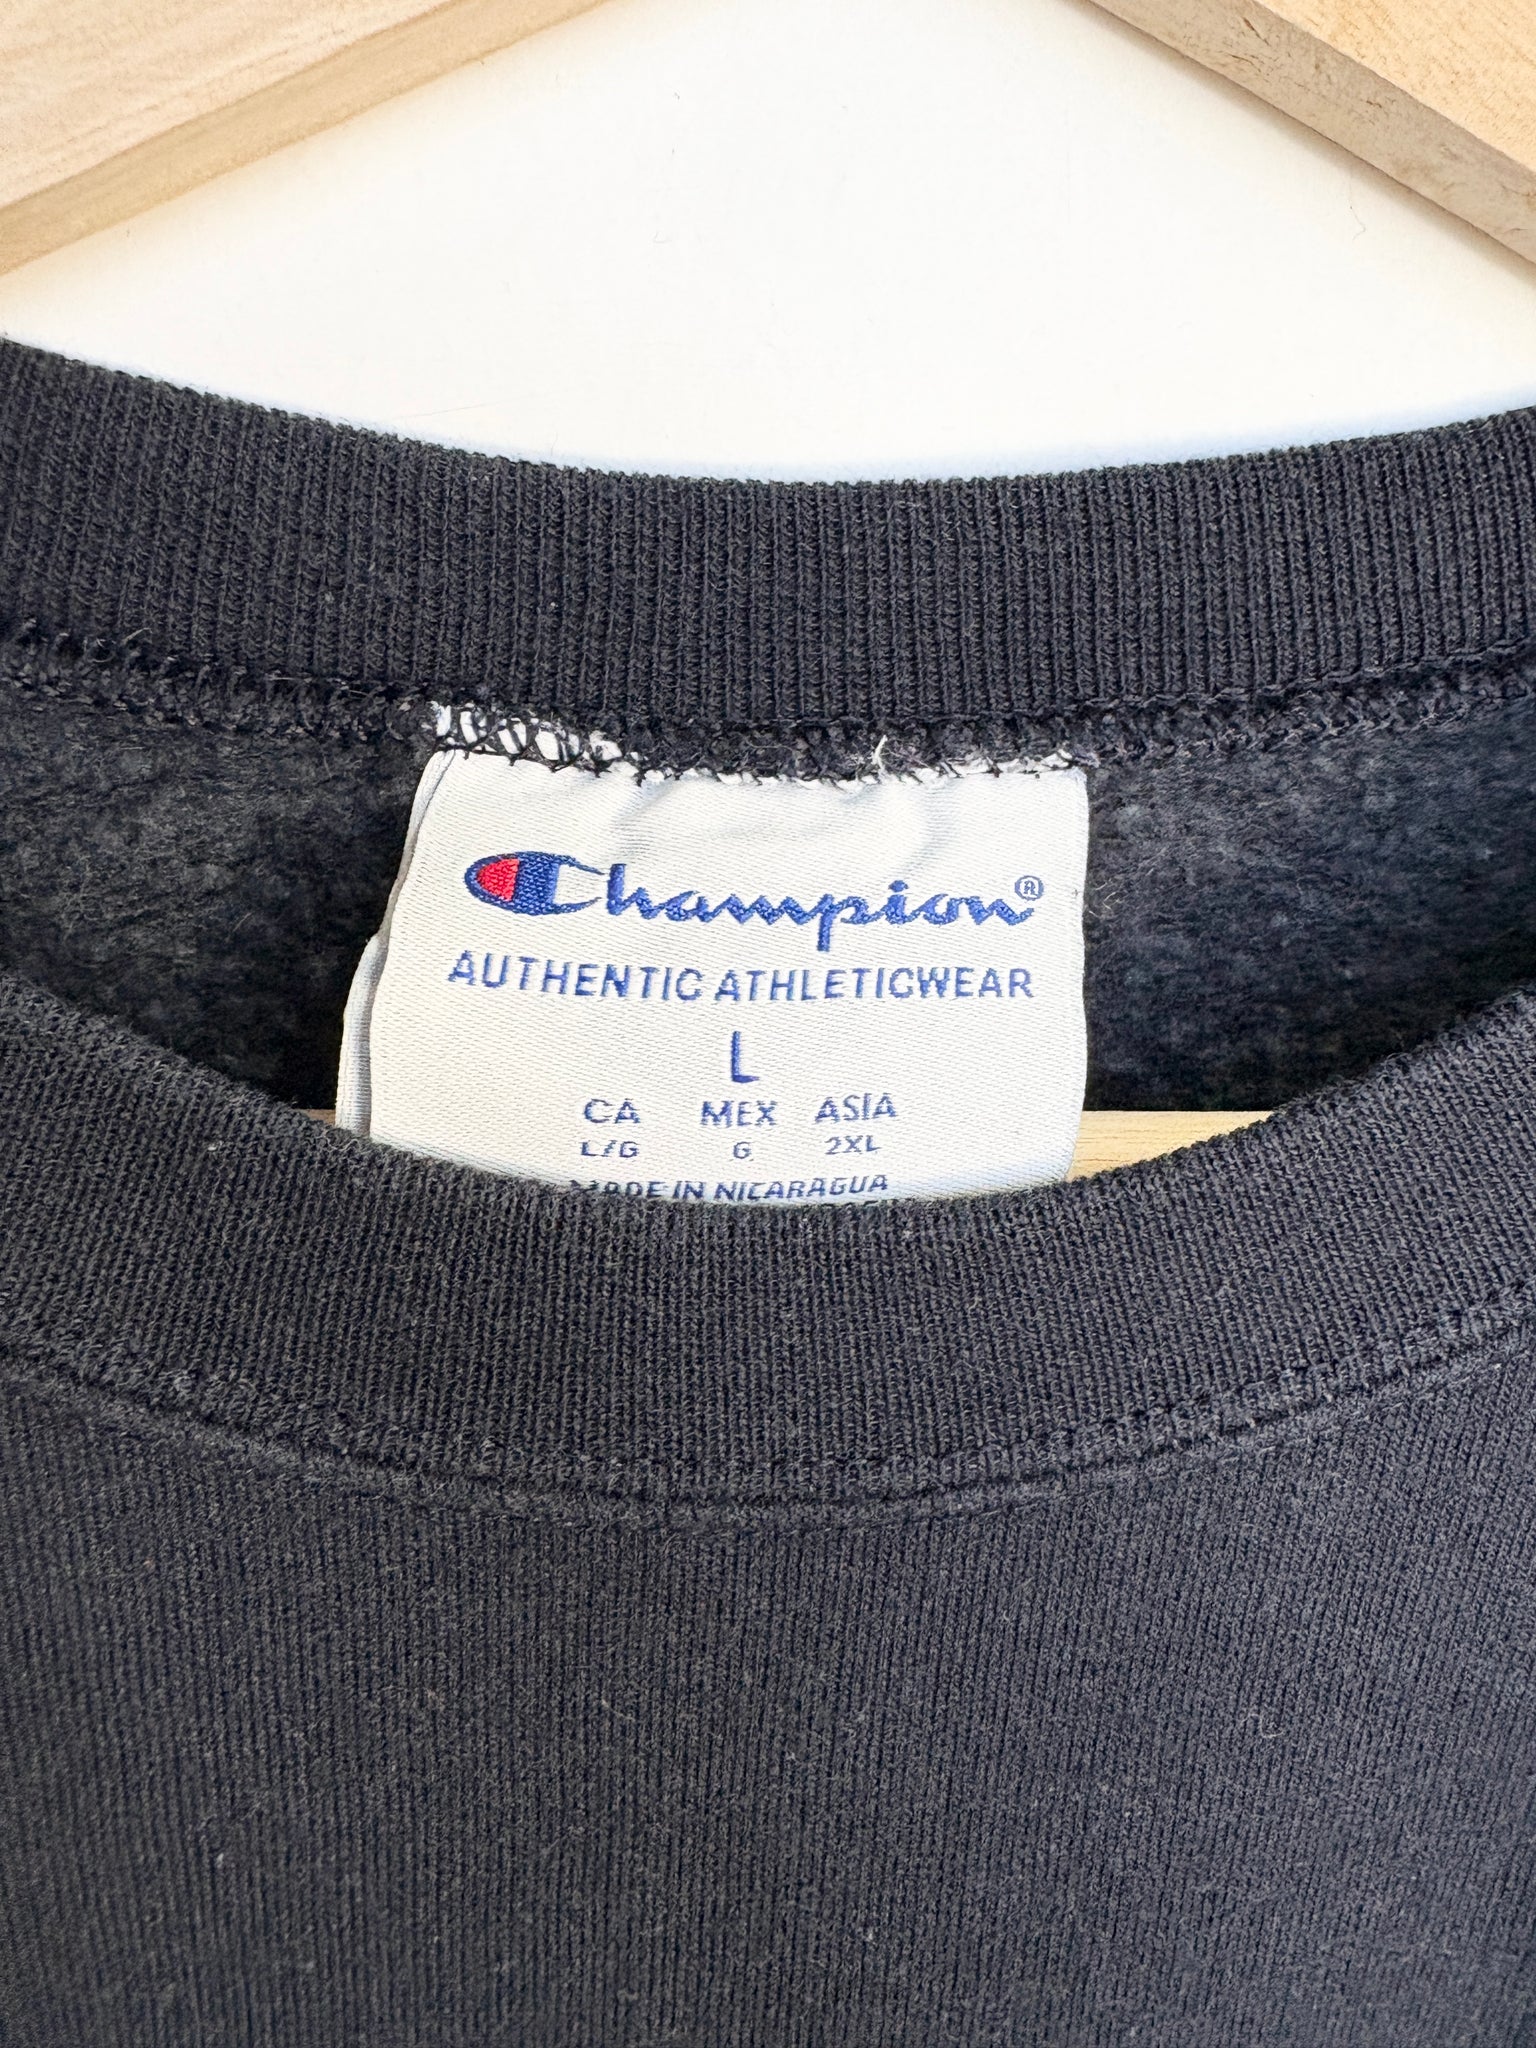 Champion®
AUTHENTIC ATHLETICWEAR
L
CA MEX ASIA
L/G G 2XL
MADE IN NICARAGUA